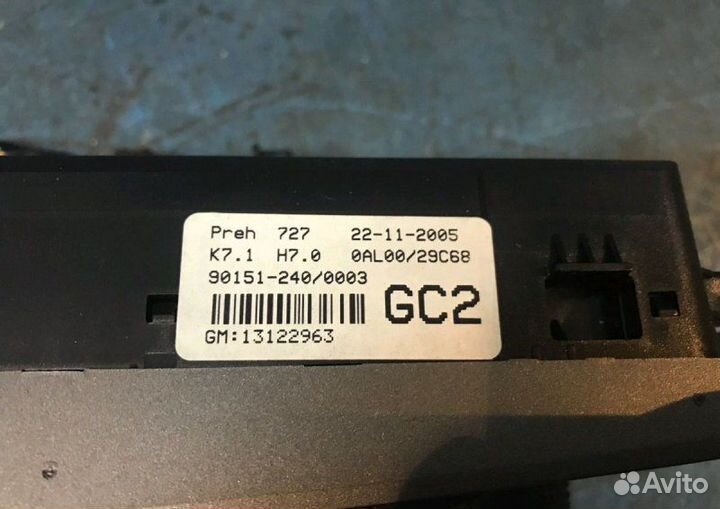 Preh 727 22-11-2005
K7.1 H7.0 0AL00/29C68
90151-240/0003
GC2
GM:13122963
Avito